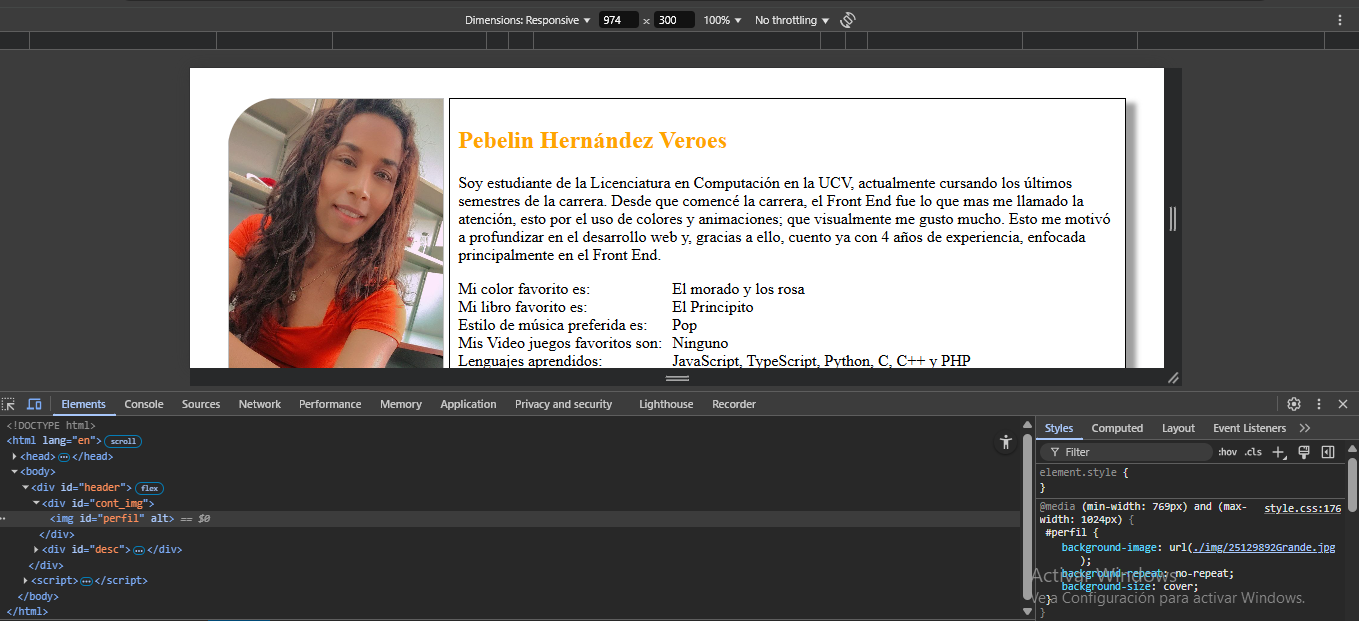 Dimensions: Responsive ▼ 974 x 300 100% ▼ No throttling ▼
Pebelin Hernández Veroes
Soy estudiante de la Licenciatura en Computación en la UCV, actualmente cursando los últimos
semestres de la carrera. Desde que comencé la carrera, el Front End fue lo que mas me llamado la
atención, esto por el uso de colores y animaciones; que visualmente me gusto mucho. Esto me motivó
a profundizar en el desarrollo web y, gracias a ello, cuento ya con 4 años de experiencia, enfocada
principalmente en el Front End.
Mi color favorito es: El morado y los rosa
Mi libro favorito es: El Principito
Estilo de música preferida es: Pop
Mis Video juegos favoritos son: Ninguno
Lenguajes aprendidos: JavaScript, TypeScript, Python, C, C++ y PHP
Elements Console Sources Network Performance Memory Application Privacy and security Lighthouse Recorder
<!DOCTYPE html>
<html lang="en"> scroll
<head> … </head>
<body>
<div id="header"> flex
<div id="cont_img">
<img id="perfil" alt> == $0
</div>
<div id="desc"> … </div>
</div>
<script> … </script>
</body>
</html>
Styles Computed Layout Event Listeners >>
Filter :hov .cls
element.style {
}
@media (min-width: 769px) and (max-width: 1024px) { style.css:176
#perfil {
background-image: url(./img/25129892Grande.jpg
);
background-repeat: no-repeat;
background-size: cover;
}
}
Activar Windows
Ve a Configuración para activar Windows.